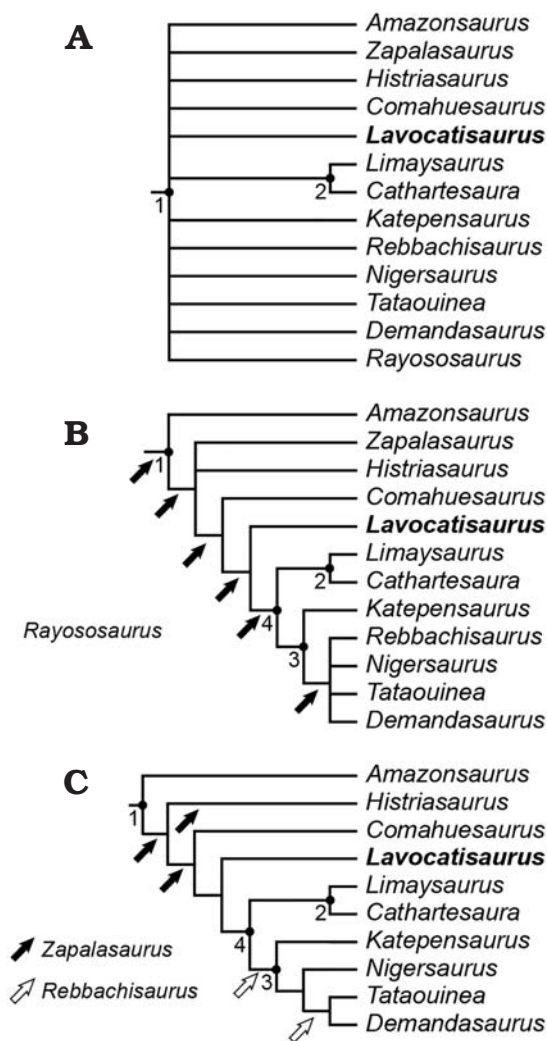 A
Amazonsaurus
Zapalasaurus
Histriasaurus
Comahuesaurus
Lavocatisaurus
Limaysaurus
2
Cathartesaura
1
Katepensaurus
Rebbachisaurus
Nigersaurus
Tataouinea
Demandasaurus
Rayososaurus
B
Amazonsaurus
1
Zapalasaurus
Histriasaurus
Comahuesaurus
Lavocatisaurus
Limaysaurus
2
Cathartesaura
4
Katepensaurus
Rayososaurus
Rebbachisaurus
3
Nigersaurus
Tataouinea
Demandasaurus
C
Amazonsaurus
1
Histriasaurus
Comahuesaurus
Lavocatisaurus
Limaysaurus
2
Cathartesaura
4
Katepensaurus
Zapalasaurus
3
Nigersaurus
Rebbachisaurus
Tataouinea
Demandasaurus